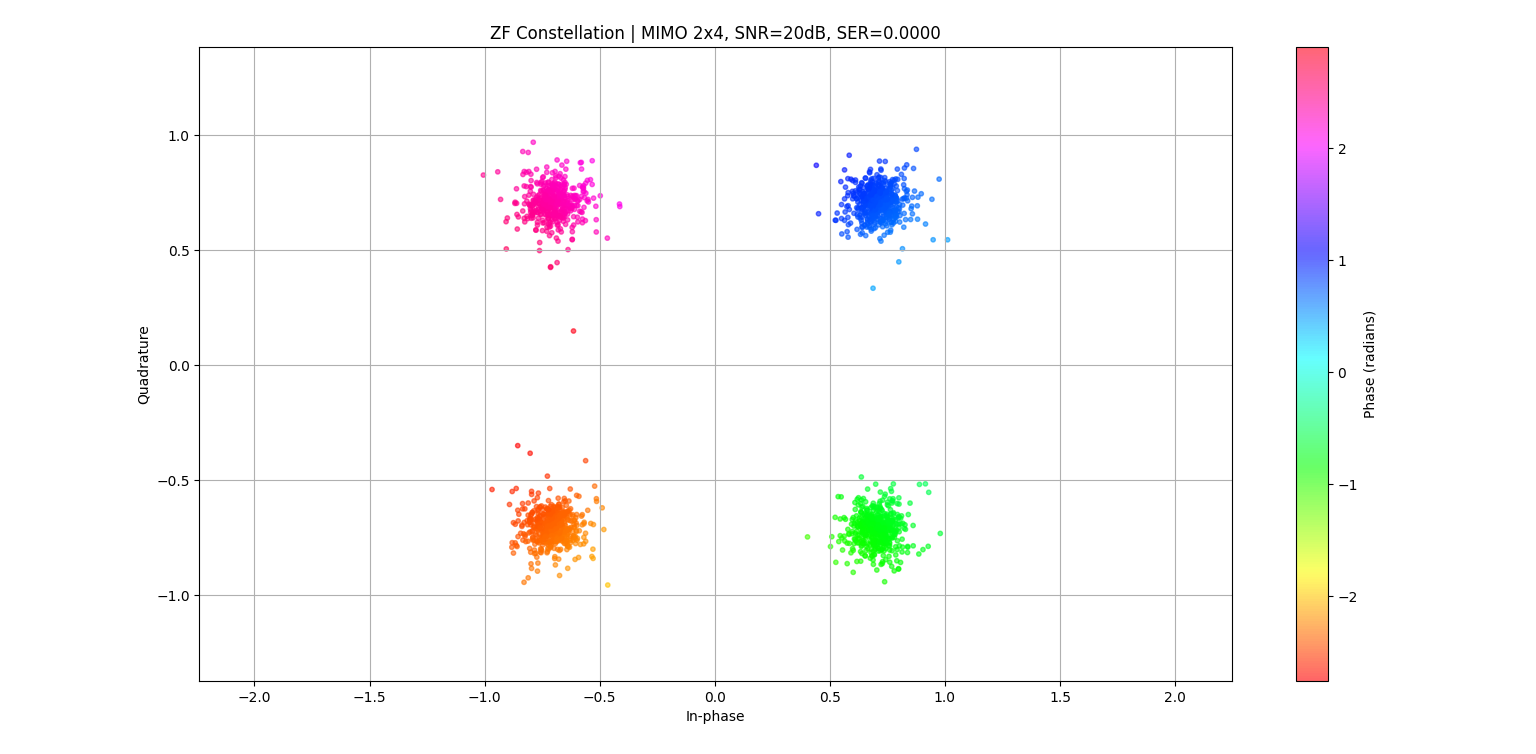 ZF Constellation | MIMO 2x4, SNR=20dB, SER=0.0000
1.0
0.5
0.0
−0.5
−1.0
Quadrature
−2.0 −1.5 −1.0 −0.5 0.0 0.5 1.0 1.5 2.0
In-phase
2
1
0
−1
−2
Phase (radians)